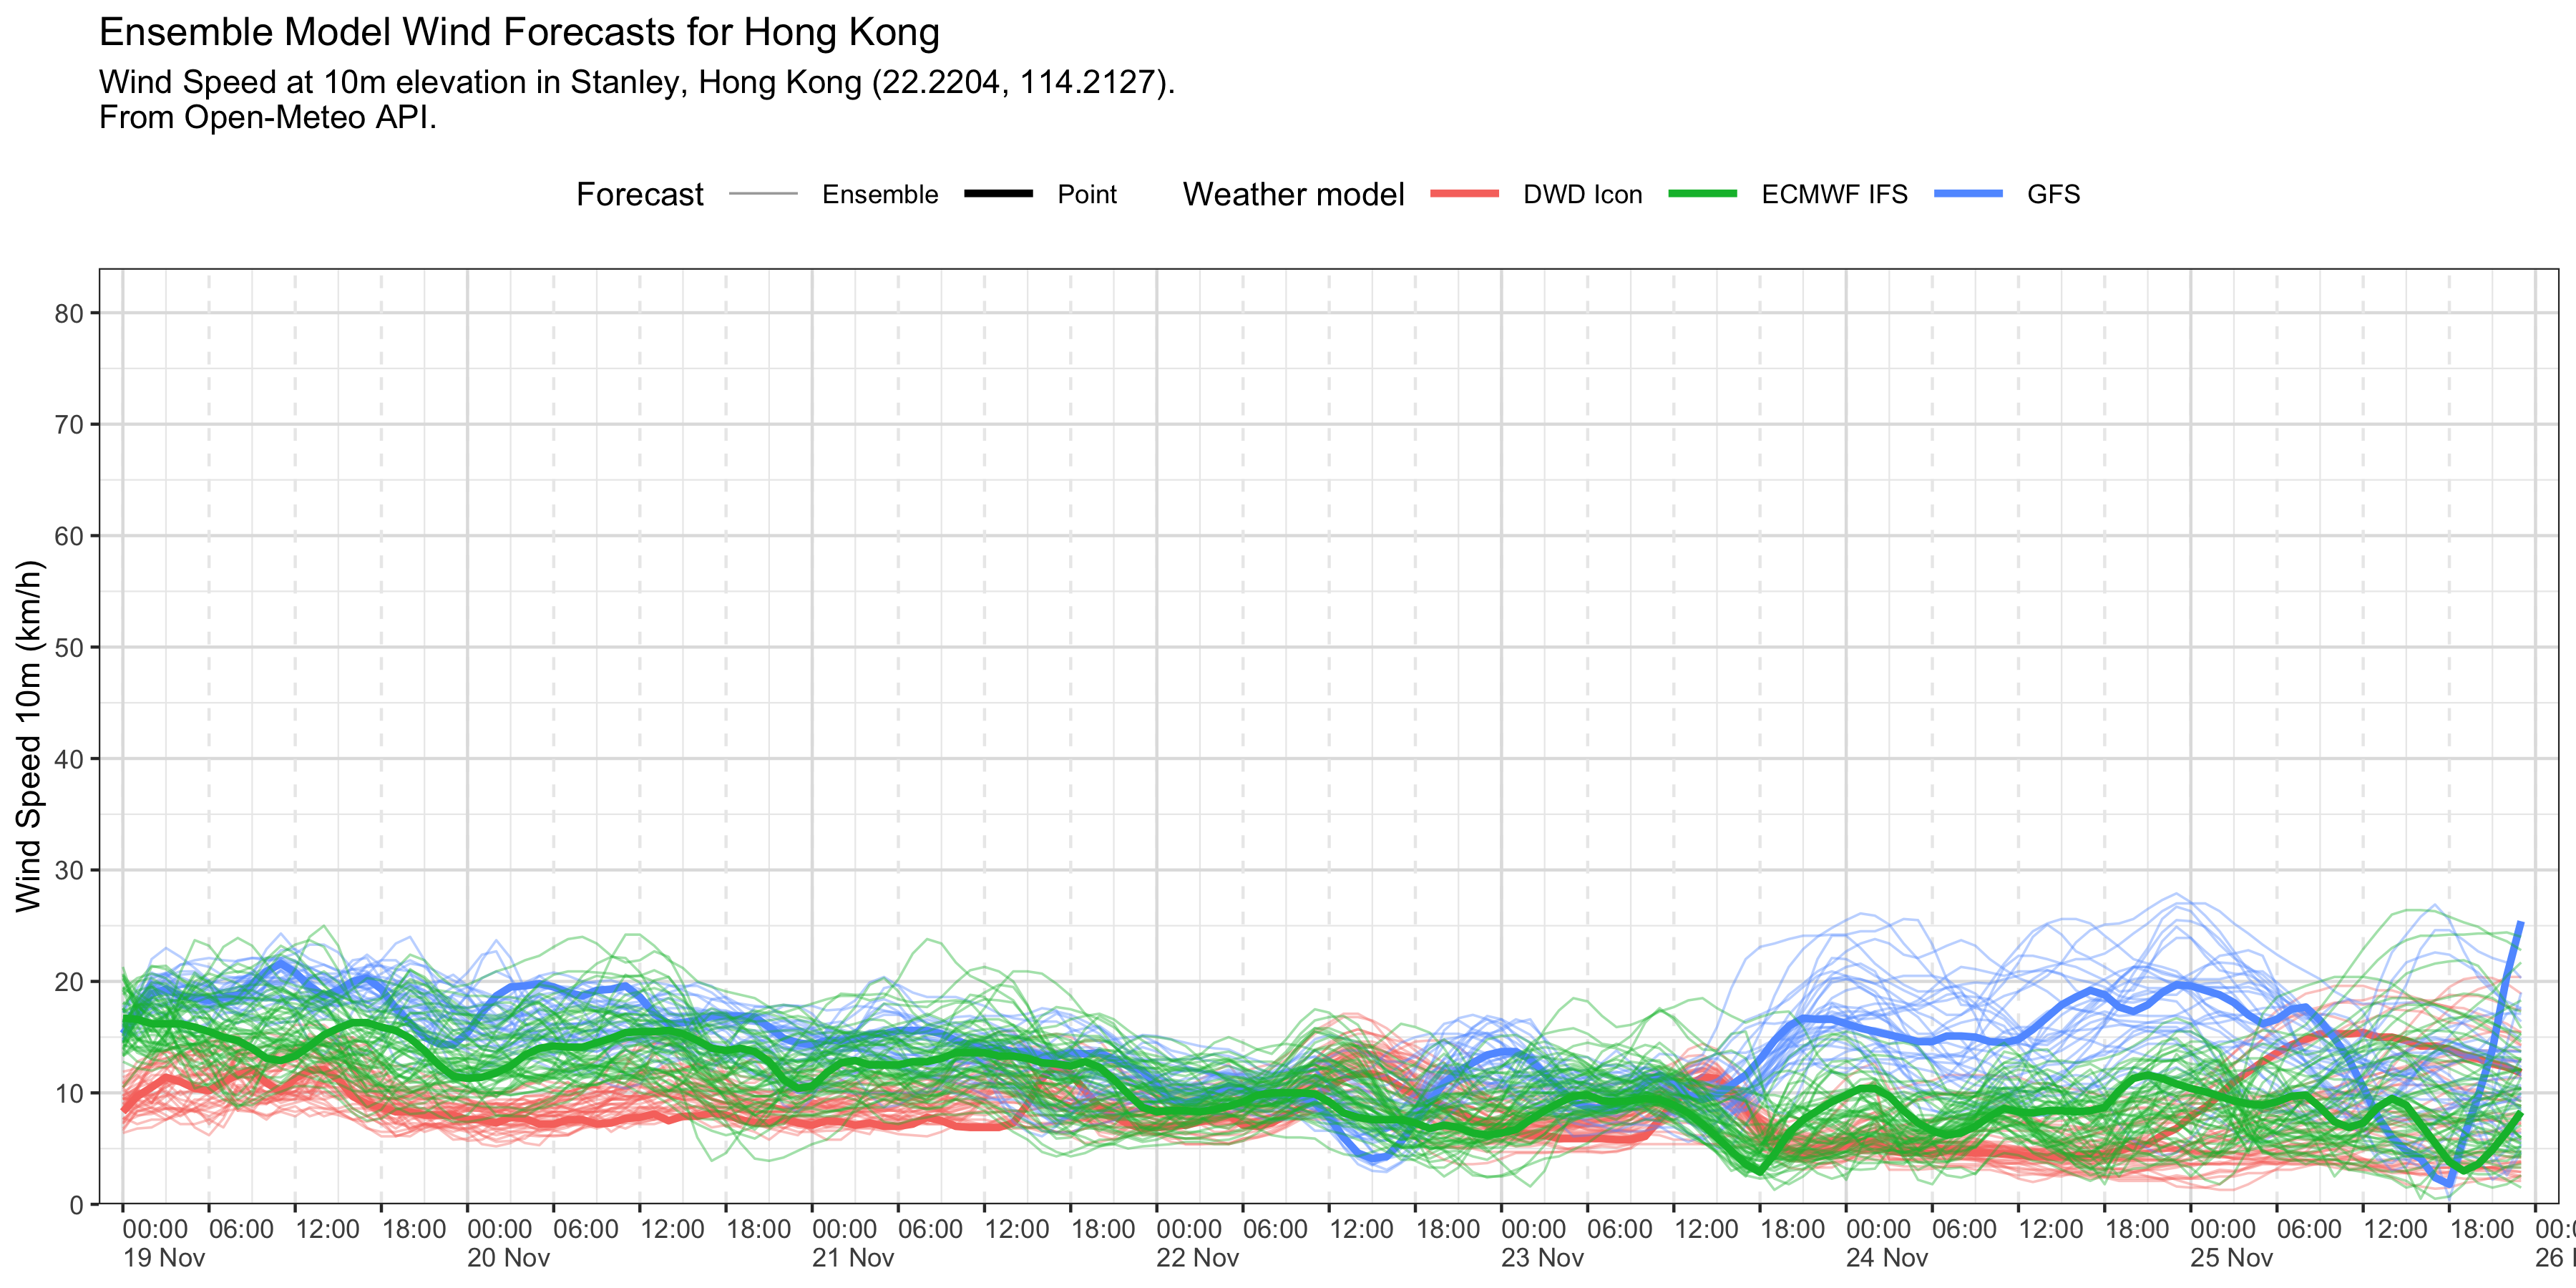 Ensemble Model Wind Forecasts for Hong Kong
Wind Speed at 10m elevation in Stanley, Hong Kong (22.2204, 114.2127).
From Open-Meteo API.
Forecast Ensemble Point Weather model DWD Icon ECMWF IFS GFS
Wind Speed 10m (km/h)
80
70
60
50
40
30
20
10
0
00:00 06:00 12:00 18:00 00:00 06:00 12:00 18:00 00:00 06:00 12:00 18:00 00:00 06:00 12:00 18:00 00:00 06:00 12:00 18:00 00:00 06:00 12:00 18:00 00:00 06:00 12:00 18:00
19 Nov 20 Nov 21 Nov 22 Nov 23 Nov 24 Nov 25 Nov 26